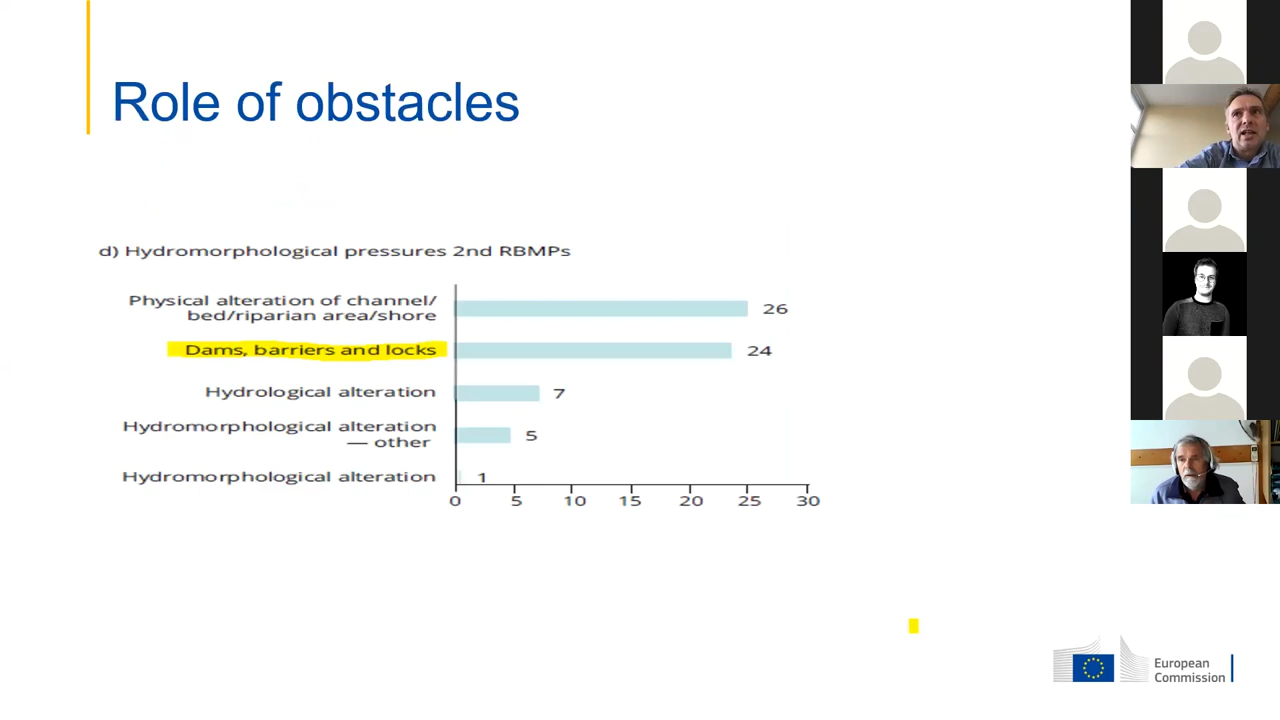 Role of obstacles
d) Hydromorphological pressures 2nd RBMPs
Physical alteration of channel/
bed/riparian area/shore
26
Dams, barriers and locks
24
Hydrological alteration
7
Hydromorphological alteration
— other
5
Hydromorphological alteration
1
0 5 10 15 20 25 30
European
Commission